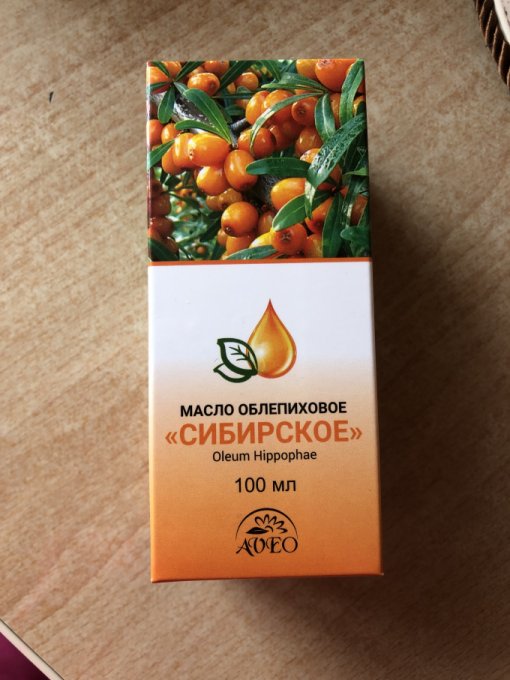 МАСЛО ОБЛЕПИХОВОЕ
«СИБИРСКОЕ»
Oleum Hippophae
100 мл
AVEO